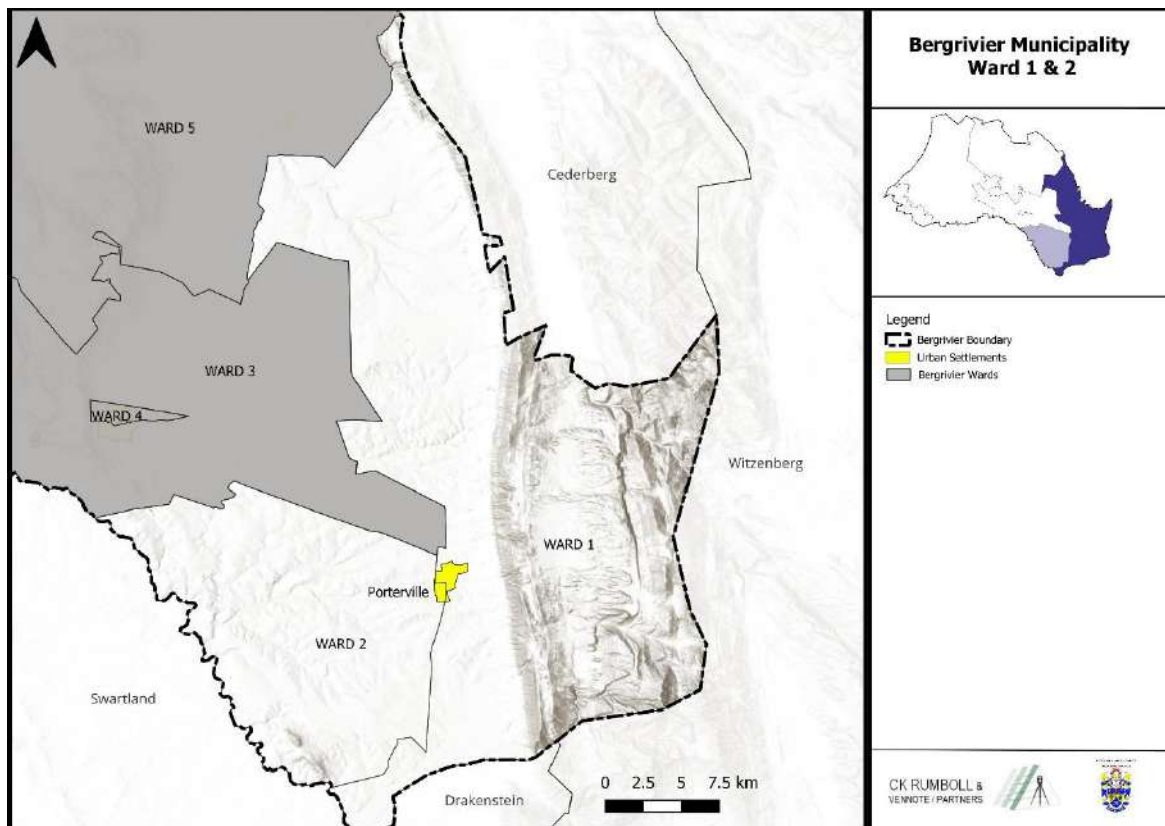 Bergrivier Municipality
Ward 1 & 2
WARD 5
Cederberg
WARD 3
WARD 4
Witzenberg
WARD 1
Porterville
WARD 2
Swartland
Drakenstein
0 2.5 5 7.5 km
Legend
Bergrivier Boundary
Urban Settlements
Bergrivier Wards
CK RUMBOLL &
VENNOTE / PARTNERS